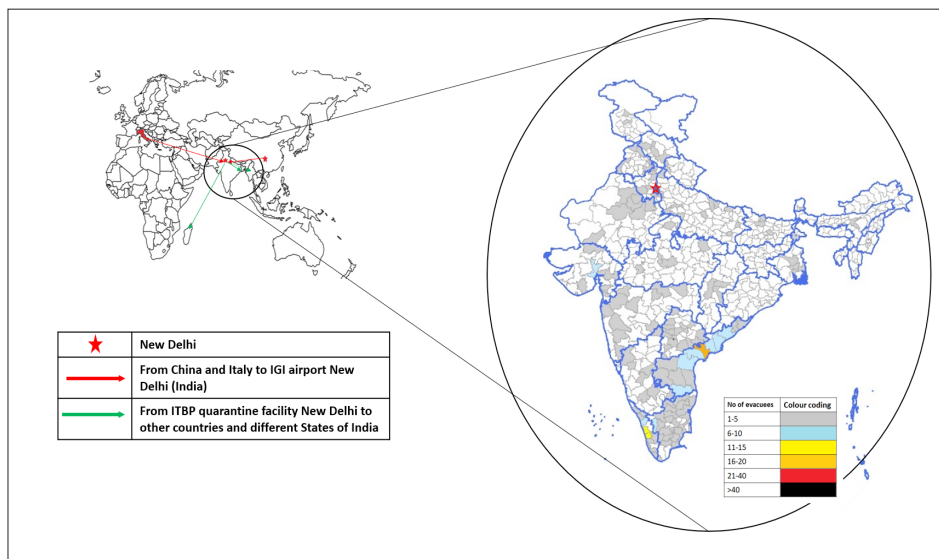 New Delhi
From China and Italy to IGI airport New
Delhi (India)
From ITBP quarantine facility New Delhi to
other countries and different States of India
No of evacuees Colour coding
1-5
6-10
11-15
16-20
21-40
>40